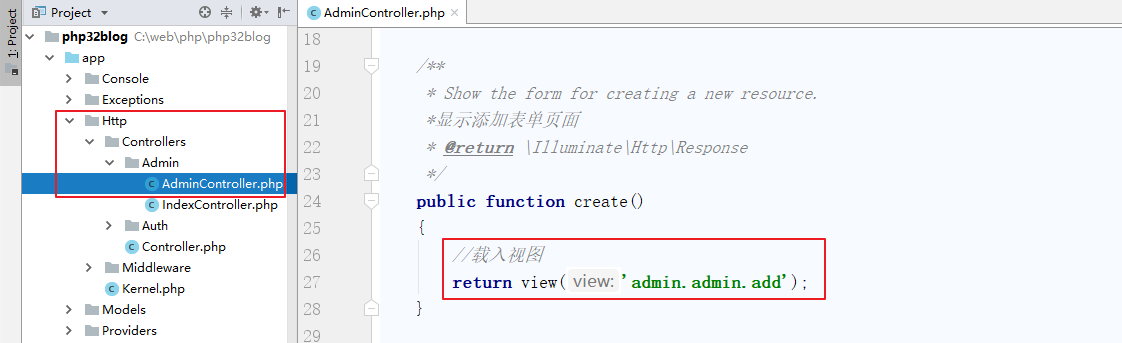 1: Project
Project
php32blog C:\web\php\php32blog
app
Console
Exceptions
Http
Controllers
Admin
AdminController.php
IndexController.php
Auth
Controller.php
Middleware
Kernel.php
Models
Providers
AdminController.php
18
19 /**
20 * Show the form for creating a new resource.
21 *显示添加表单页面
22 * @return \Illuminate\Http\Response
23 */
24 public function create()
25 {
26 //载入视图
27 return view( view: 'admin.admin.add');
28 }
29